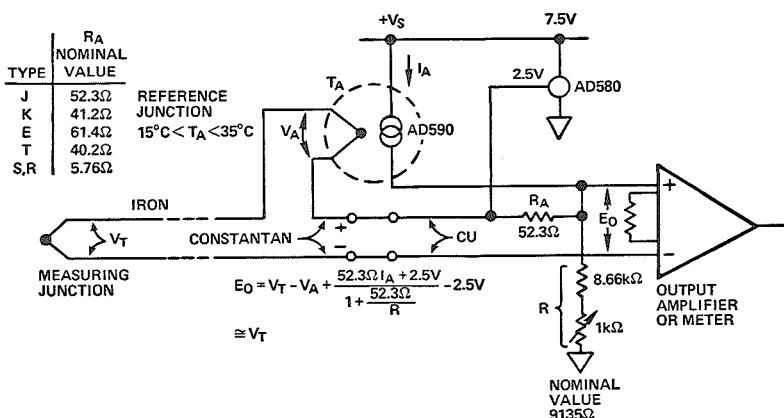 +V_S
7.5V
R_A
NOMINAL
TYPE VALUE
J 52.3Ω
K 41.2Ω
E 61.4Ω
T 40.2Ω
S,R 5.76Ω
REFERENCE
JUNCTION
15°C < T_A < 35°C
T_A
I_A
2.5V
AD580
V_A
AD590
IRON
V_T
MEASURING
JUNCTION
CONSTANTAN
+
−
CU
R_A
52.3Ω
E_O
+
−
OUTPUT
AMPLIFIER
OR METER
E_O = V_T − V_A + (52.3Ω I_A + 2.5V) / (1 + 52.3Ω / R) − 2.5V
≅ V_T
8.66kΩ
R
1kΩ
NOMINAL
VALUE
9135Ω